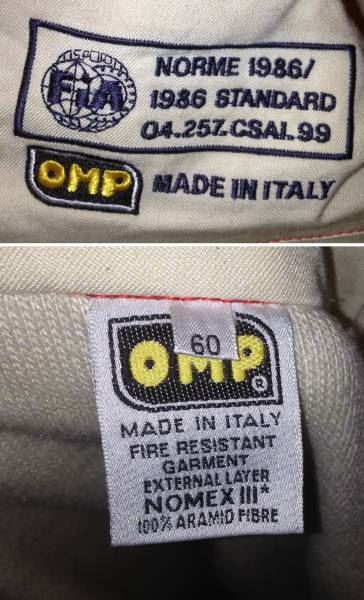 FIA
NORME 1986/
1986 STANDARD
04.257.CSAI.99
OMP MADE IN ITALY
60
OMP®
MADE IN ITALY
FIRE RESISTANT
GARMENT
EXTERNAL LAYER
NOMEX III*
100% ARAMID FIBRE